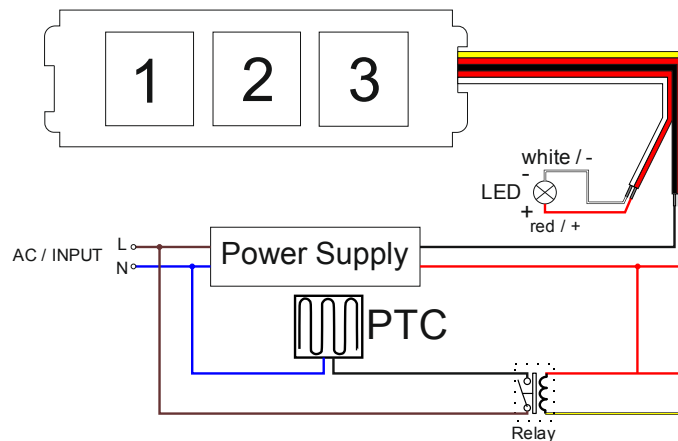 1 2 3
white / -
-
LED
+
red / +
L
AC / INPUT
N
Power Supply
PTC
Relay